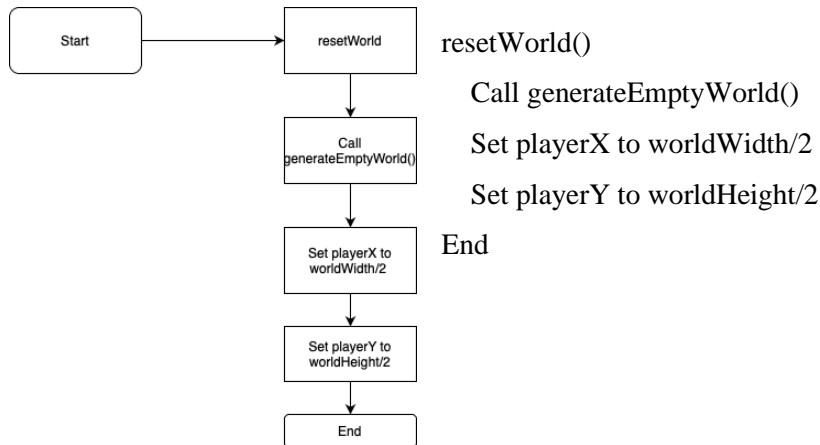 Start
resetWorld
Call
generateEmptyWorld()
Set playerX to
worldWidth/2
Set playerY to
worldHeight/2
End
resetWorld()
Call generateEmptyWorld()
Set playerX to worldWidth/2
Set playerY to worldHeight/2
End